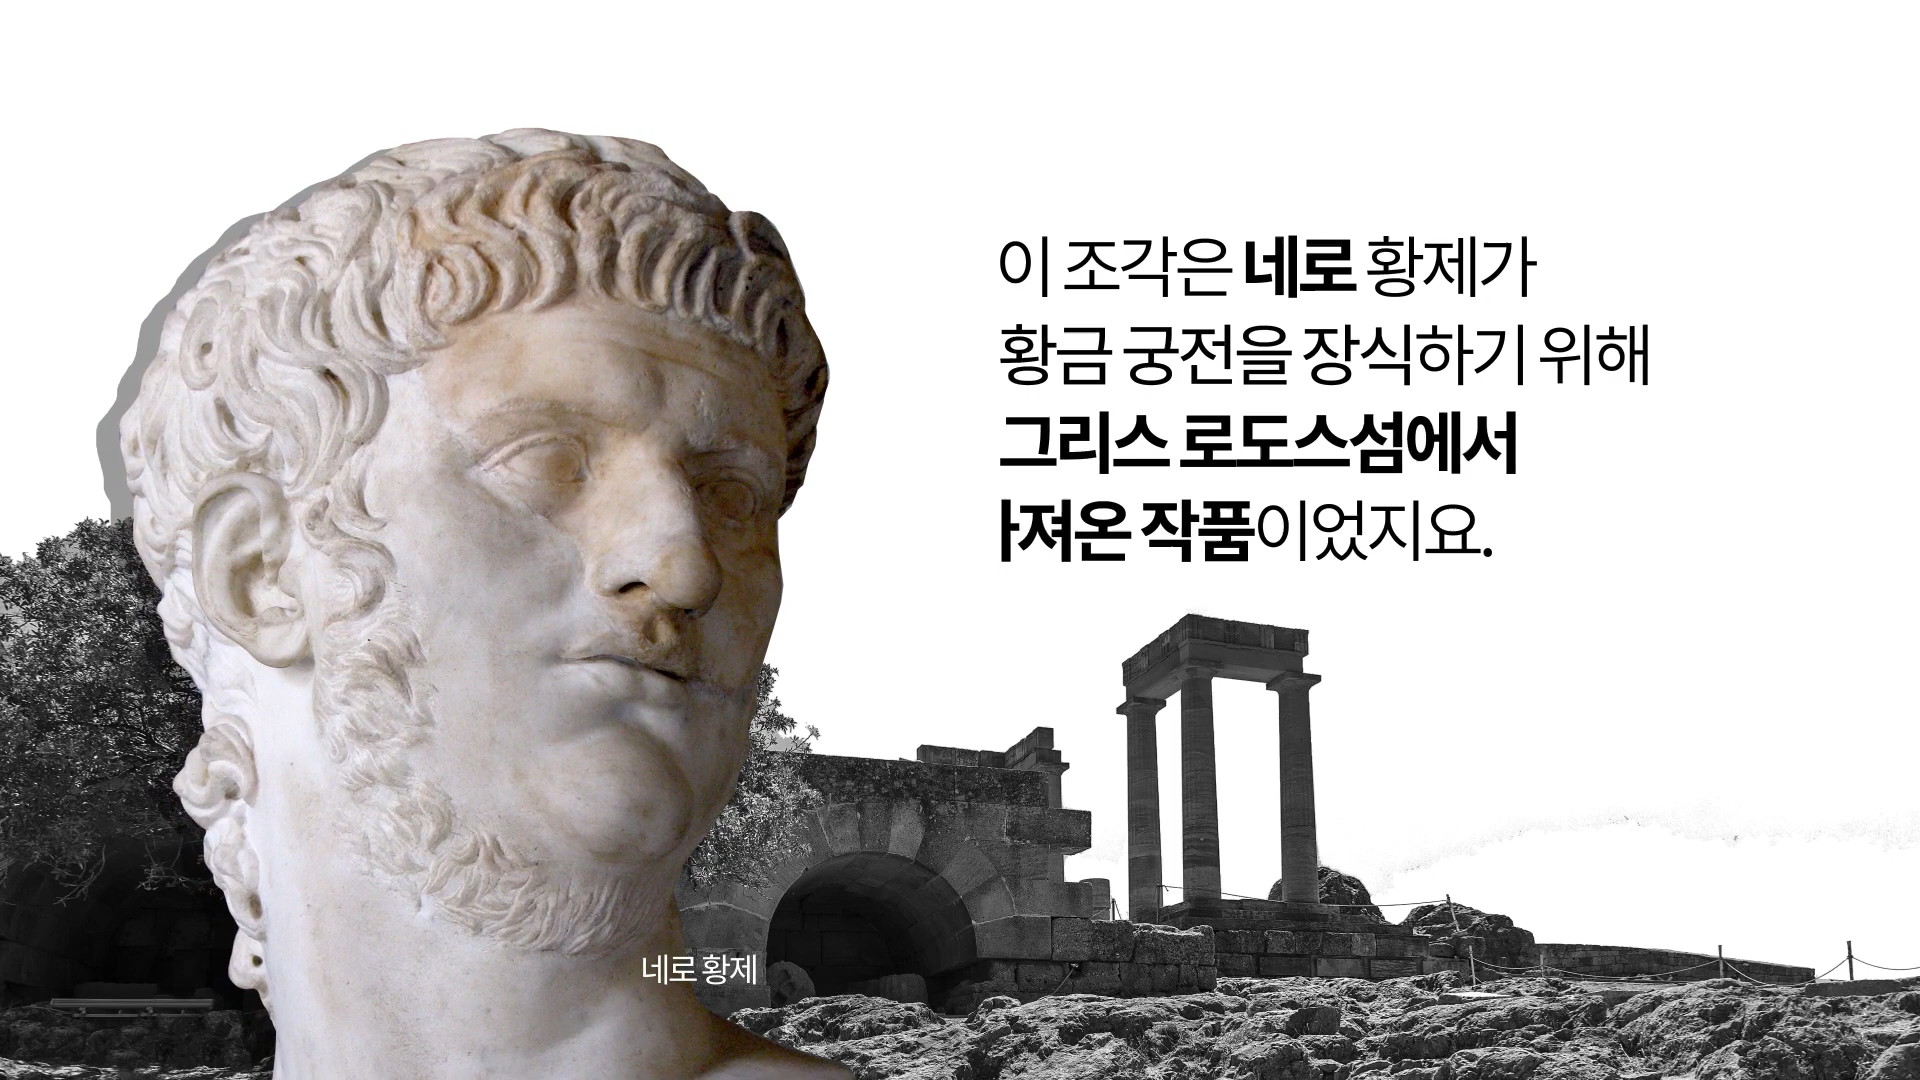 이 조각은 네로 황제가
황금 궁전을 장식하기 위해
그리스 로도스섬에서
ㅏ져온 작품이었지요.
네로 황제